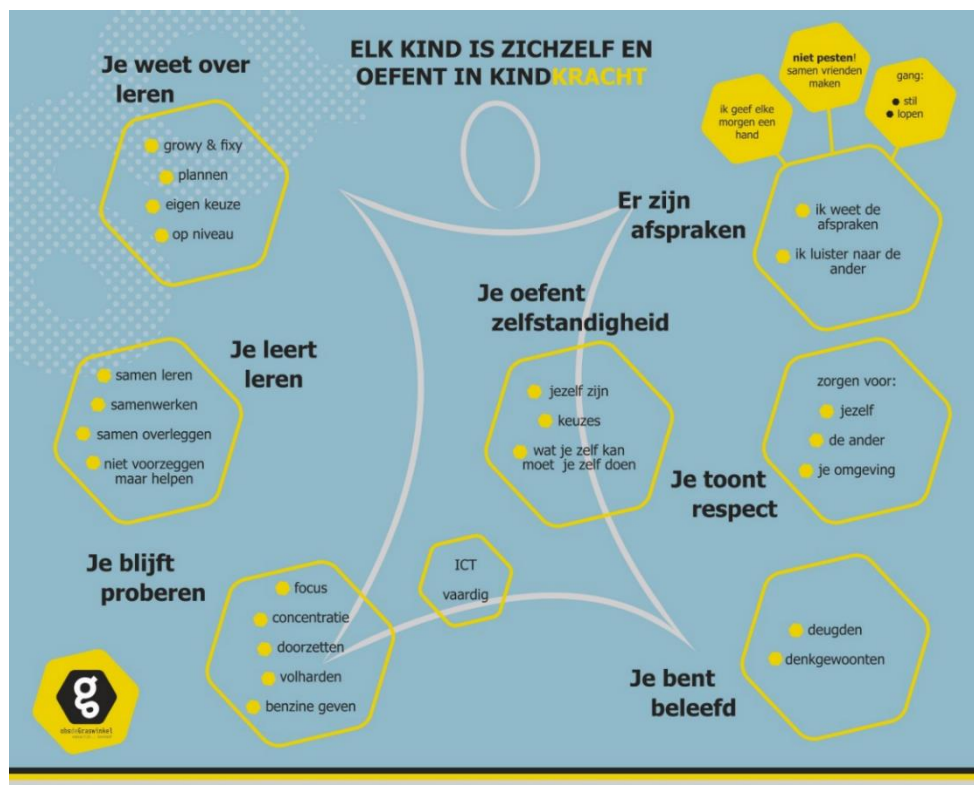 ELK KIND IS ZICHZELF EN
OEFENT IN KINDKRACHT
Je weet over
leren
growy & fixy
plannen
eigen keuze
op niveau
ik geef elke
morgen een
hand
niet pesten!
samen vrienden
maken
gang:
stil
lopen
Er zijn
afspraken
ik weet de
afspraken
ik luister naar de
ander
Je oefent
zelfstandigheid
jezelf zijn
keuzes
wat je zelf kan
moet je zelf doen
Je leert
leren
samen leren
samenwerken
samen overleggen
niet voorzeggen
maar helpen
Je toont
respect
zorgen voor:
jezelf
de ander
je omgeving
Je blijft
proberen
focus
concentratie
doorzetten
volharden
benzine geven
ICT
vaardig
Je bent
beleefd
deugden
denkgewoonten
g